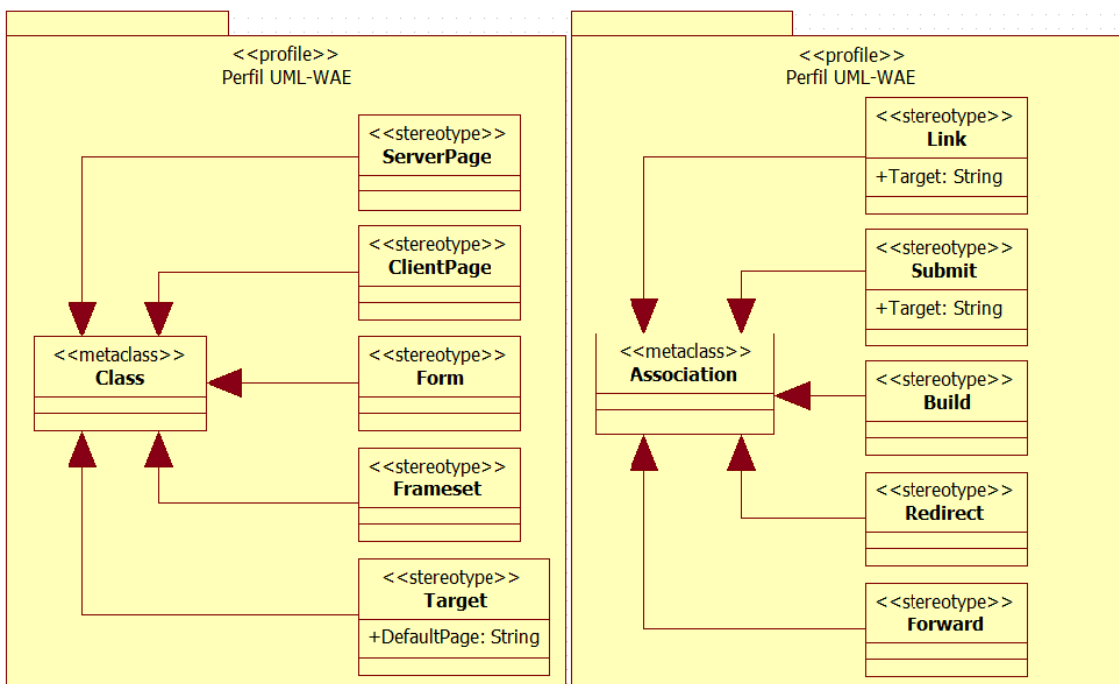 <<profile>>
Perfil UML-WAE
<<stereotype>>
ServerPage
<<stereotype>>
ClientPage
<<metaclass>>
Class
<<stereotype>>
Form
<<stereotype>>
Frameset
<<stereotype>>
Target
+DefaultPage: String
<<profile>>
Perfil UML-WAE
<<stereotype>>
Link
+Target: String
<<stereotype>>
Submit
+Target: String
<<metaclass>>
Association
<<stereotype>>
Build
<<stereotype>>
Redirect
<<stereotype>>
Forward